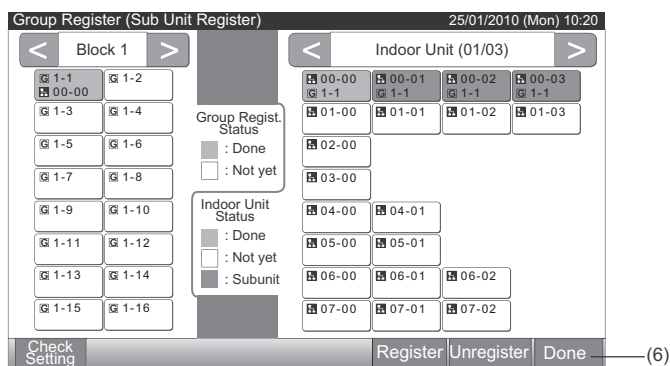 Group Register (Sub Unit Register) 25/01/2010 (Mon) 10:20
< Block 1 > < Indoor Unit (01/03) >
G 1-1
00-00
G 1-2
G 1-3 G 1-4
G 1-5 G 1-6
G 1-7 G 1-8
G 1-9 G 1-10
G 1-11 G 1-12
G 1-13 G 1-14
G 1-15 G 1-16
Group Regist.
Status
: Done
: Not yet
Indoor Unit
Status
: Done
: Not yet
: Subunit
00-00 00-01 00-02 00-03
G 1-1 G 1-1 G 1-1 G 1-1
01-00 01-01 01-02 01-03
02-00
03-00
04-00 04-01
05-00 05-01
06-00 06-01 06-02
07-00 07-01 07-02
Check
Setting
Register Unregister Done (6)